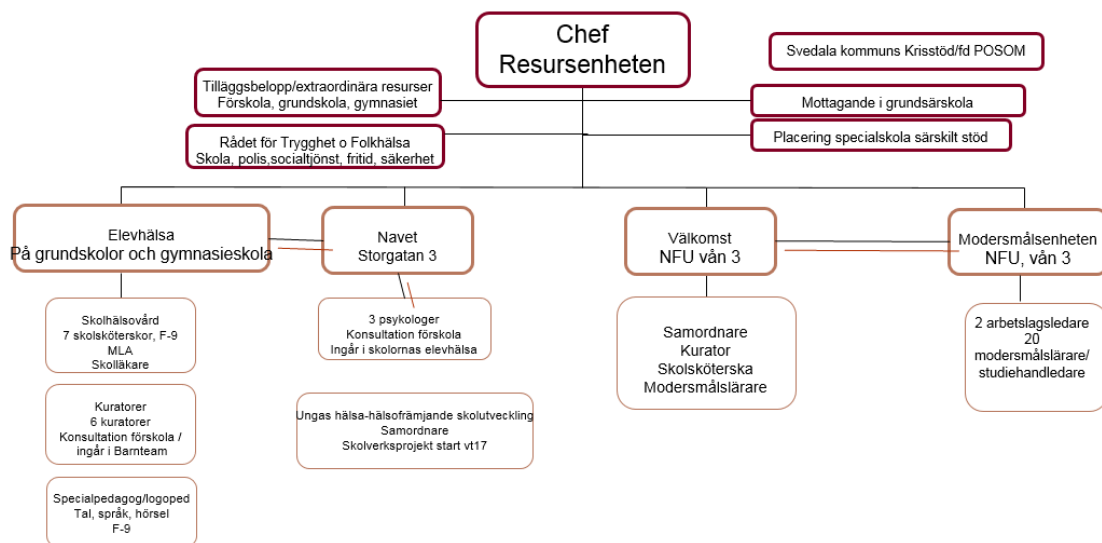 Chef
Resursenheten
Svedala kommuns Krisstöd/fd POSOM
Tilläggsbelopp/extraordinära resurser
Förskola, grundskola, gymnasiet
Mottagande i grundsärskola
Rådet för Trygghet o Folkhälsa
Skola, polis,socialtjönst, fritid, säkerhet
Placering specialskola särskilt stöd
Elevhälsa
På grundskolor och gymnasieskola
Navet
Storgatan 3
Välkomst
NFU vån 3
Modersmålsenheten
NFU, vån 3
Skolhälsovård
7 skolsköterskor, F-9
MLA
Skolläkare
3 psykologer
Konsultation förskola
Ingår i skolornas elevhälsa
Samordnare
Kurator
Skolsköterska
Modersmålslärare
2 arbetslagsledare
20
modersmålslärare/
studiehandledare
Kuratorer
6 kuratorer
Konsultation förskola /
ingår i Barnteam
Ungas hälsa-hälsofrämjande skolutveckling
Samordnare
Skolverksprojekt start vt17
Specialpedagog/logoped
Tal, språk, hörsel
F-9